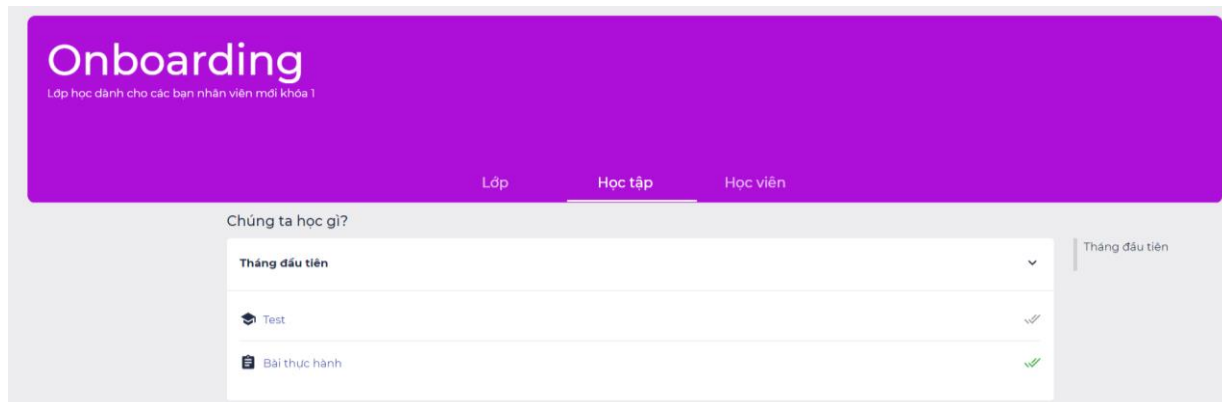 Onboarding
Lớp học dành cho các bạn nhân viên mới khóa 1
Lớp
Học tập
Học viên
Chúng ta học gì?
Tháng đầu tiên
Tháng đầu tiên
Test
Bài thực hành